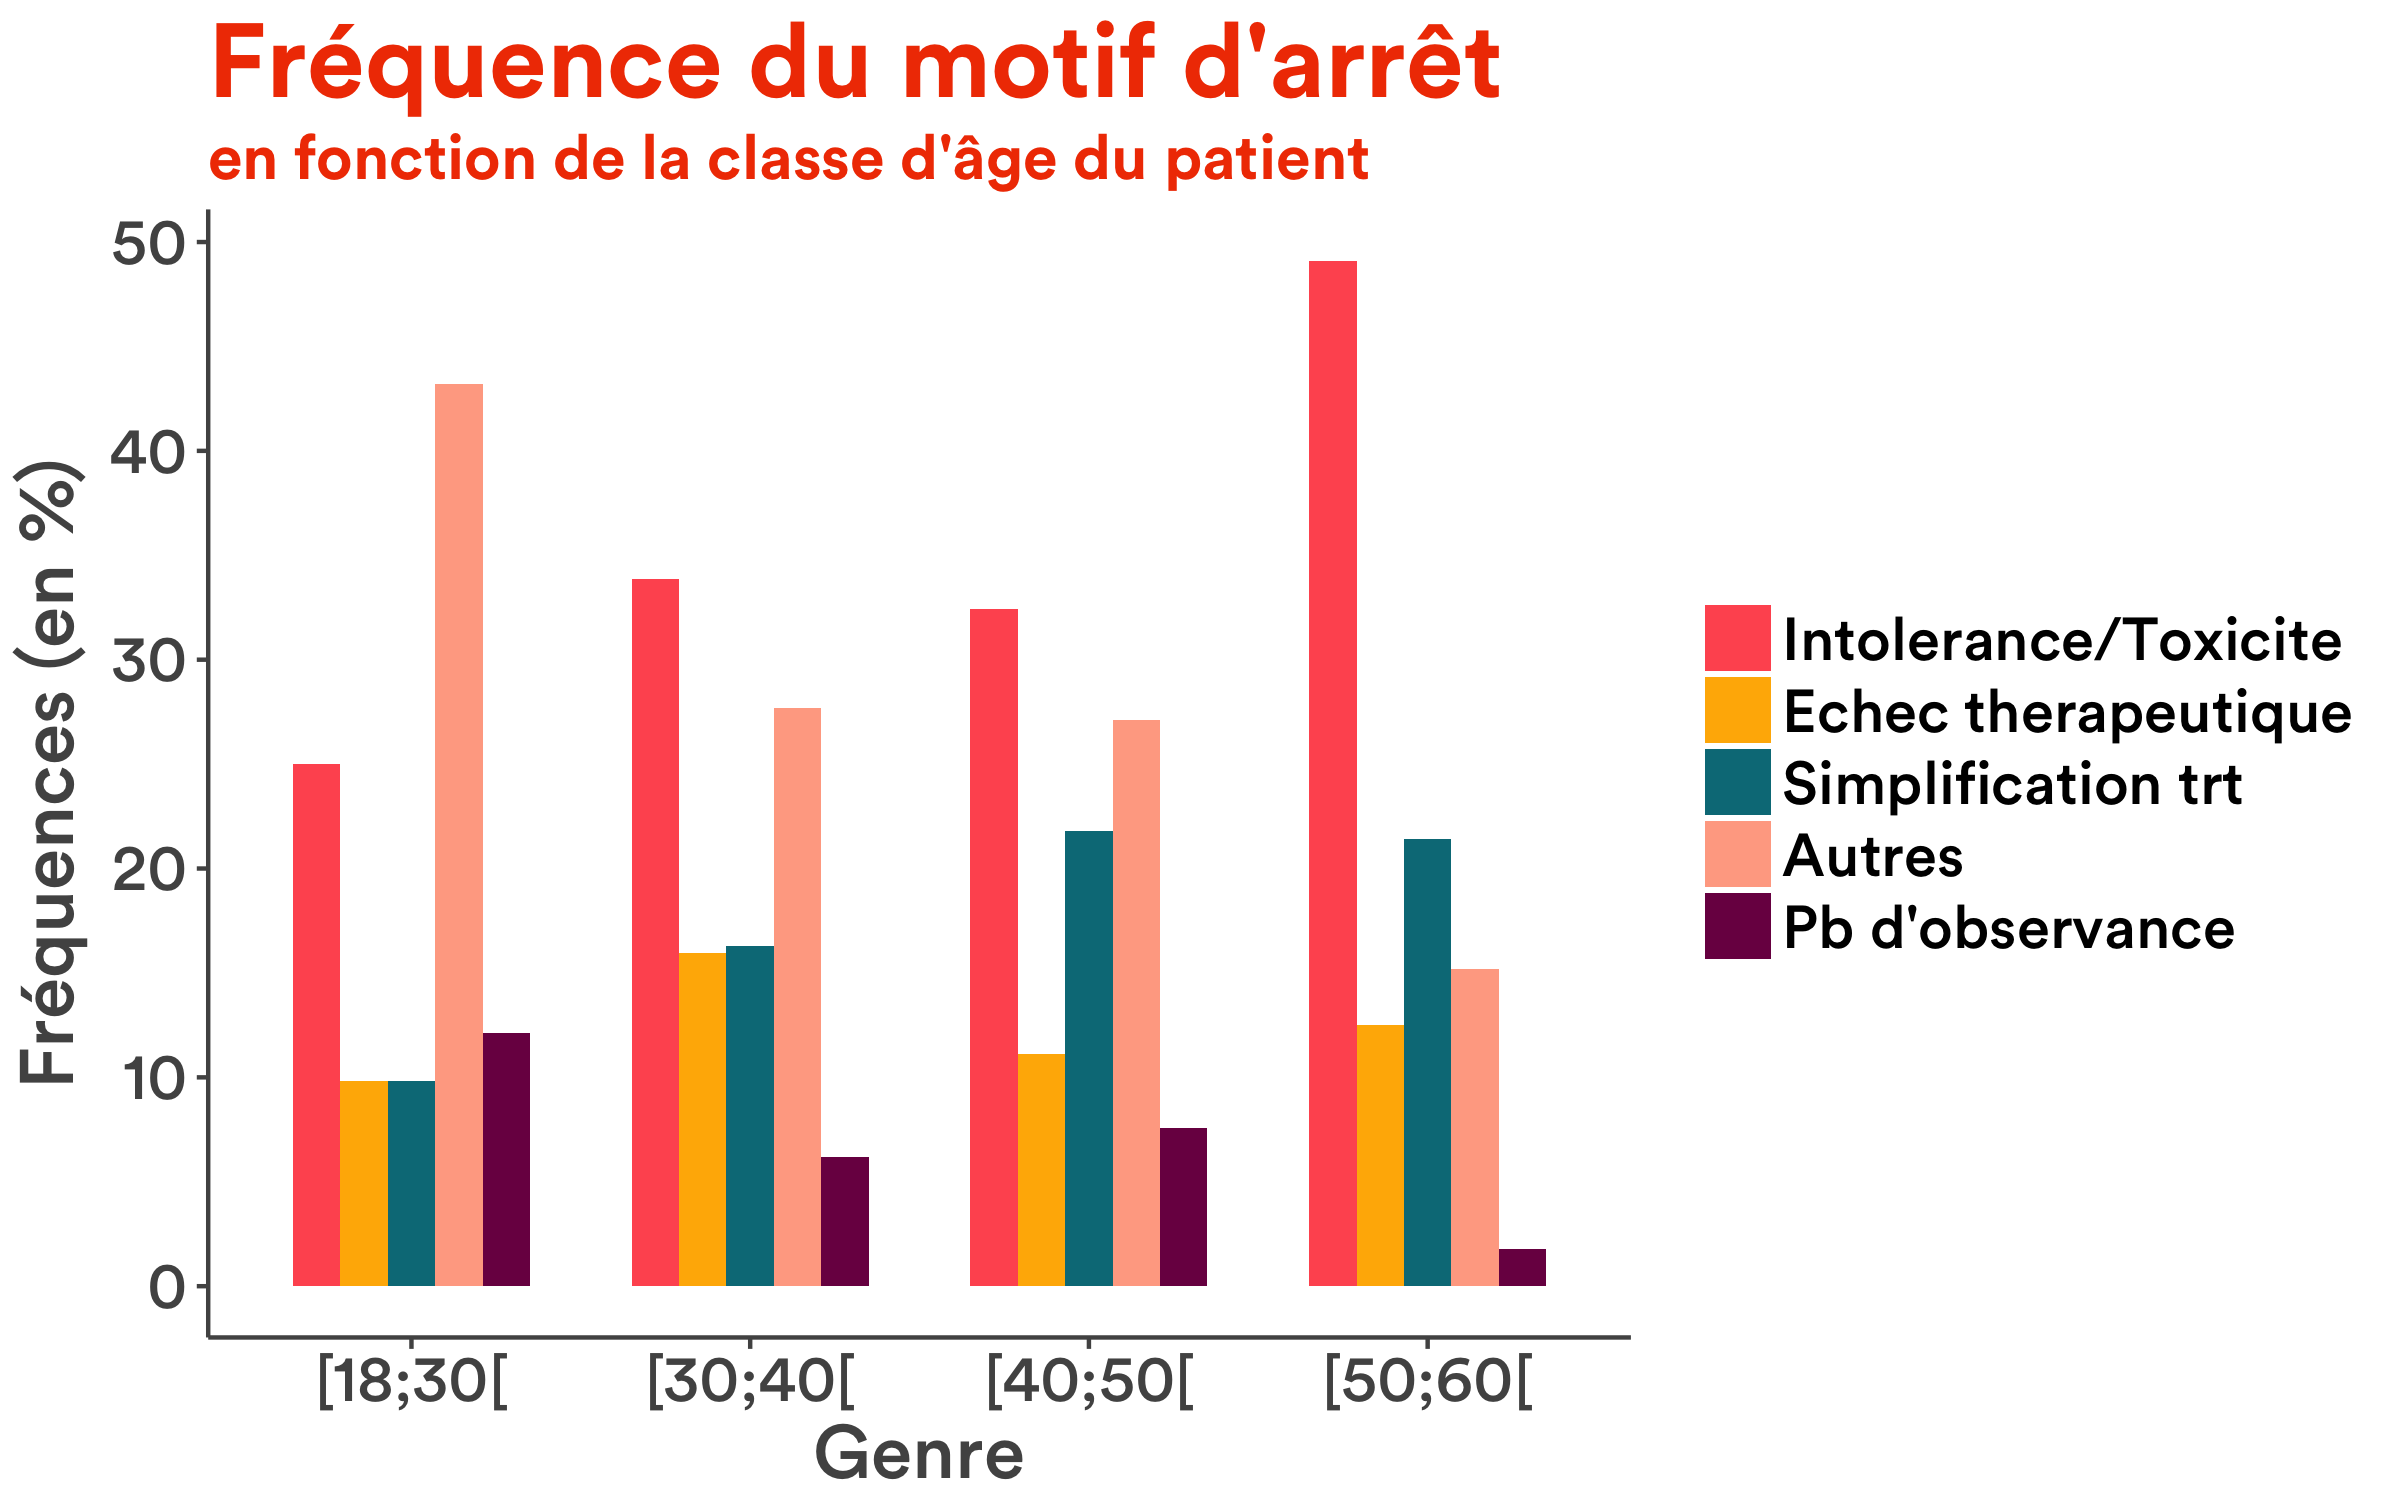 Fréquence du motif d'arrêt
en fonction de la classe d'âge du patient
Fréquences (en %)
50
40
30
20
10
0
[18;30[
[30;40[
[40;50[
[50;60[
Genre
Intolerance/Toxicite
Echec therapeutique
Simplification trt
Autres
Pb d'observance